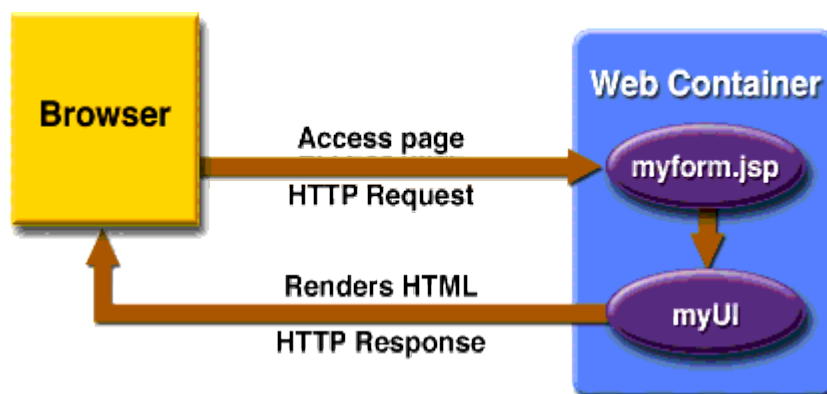 Browser
Access page
HTTP Request
Renders HTML
HTTP Response
Web Container
myform.jsp
myUI